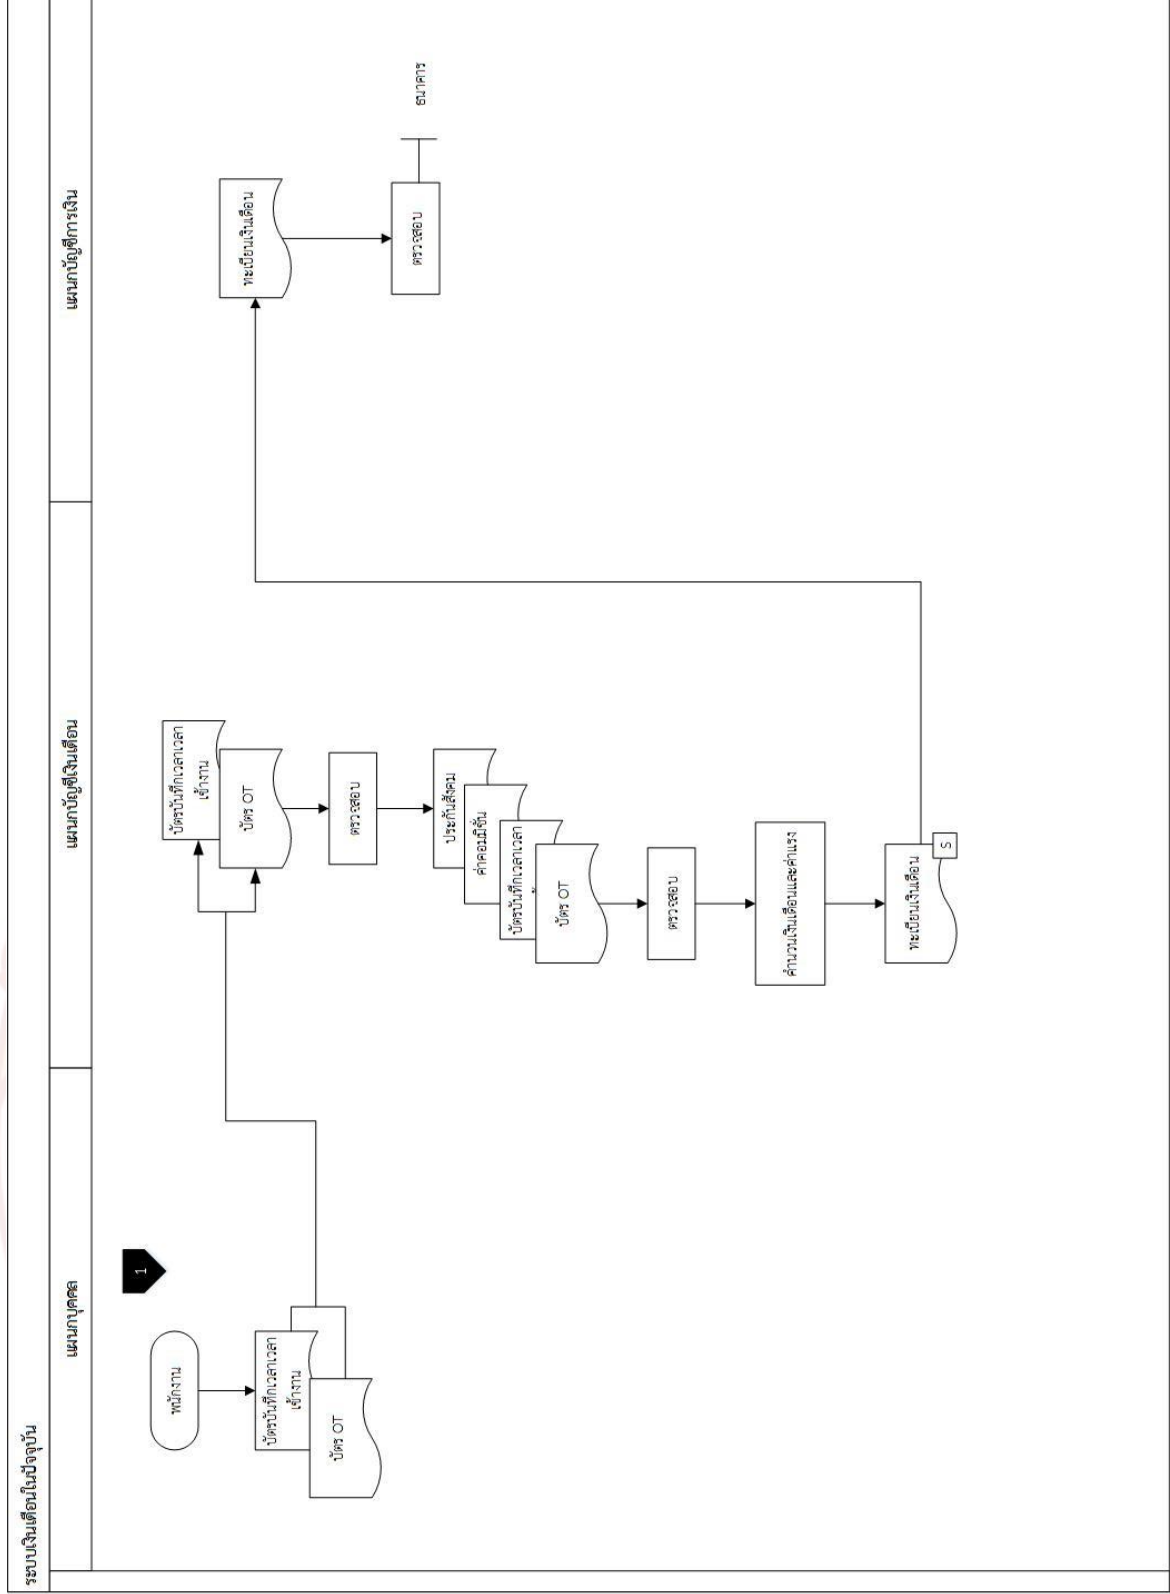 ระบบเงินเดือนในปัจจุบัน
แผนกบุคคล
แผนกบัญชีเงินเดือน
แผนกบัญชีการเงิน
1
พนักงาน
บัตรบันทึกเวลาเวลา
เข้างาน
บัตร OT
บัตรบันทึกเวลาเวลา
เข้างาน
บัตร OT
ตรวจสอบ
ประกันสังคม
ค่าคอมมิชั่น
บัตรบันทึกเวลาเวลา
บัตร OT
ตรวจสอบ
คำนวนเงินเดือนและค่าแรง
ทะเบียนเงินเดือน
S
ทะเบียนเงินเดือน
ตรวจสอบ
ธนาคาร